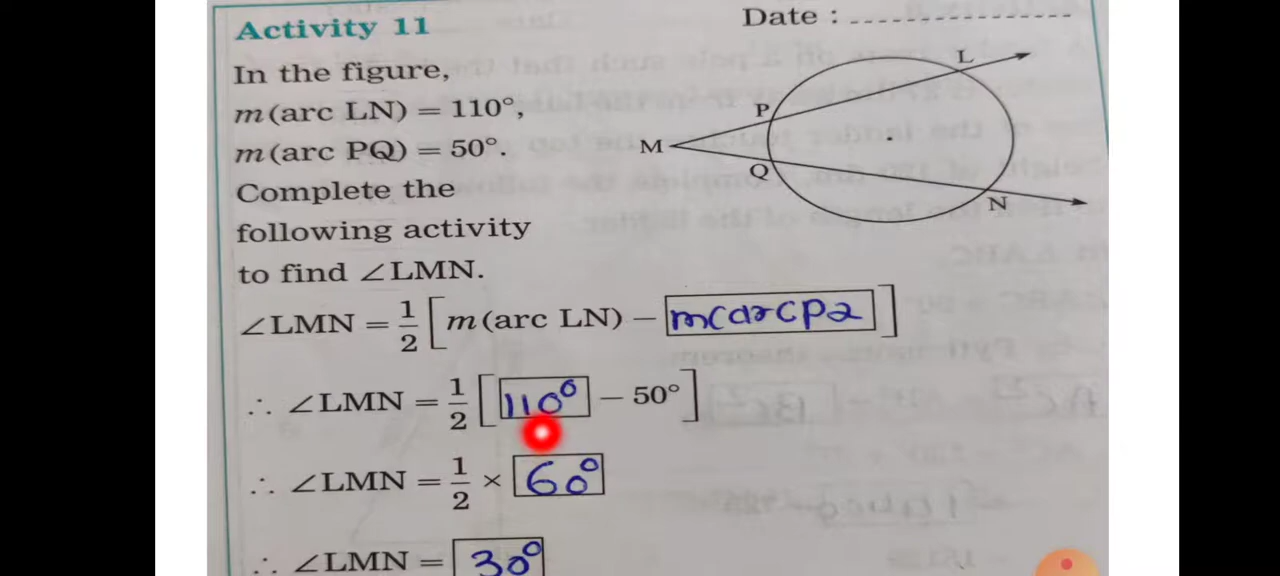 Activity 11
Date :
In the figure,
m(arc LN) = 110°,
m(arc PQ) = 50°.
Complete the
following activity
to find ∠LMN.
L
P
M
Q
N
∠LMN = 1/2 [ m(arc LN) − m(arc PQ ]
∴ ∠LMN = 1/2 [ 110° − 50° ]
∴ ∠LMN = 1/2 × 60°
∴ ∠LMN = 30°